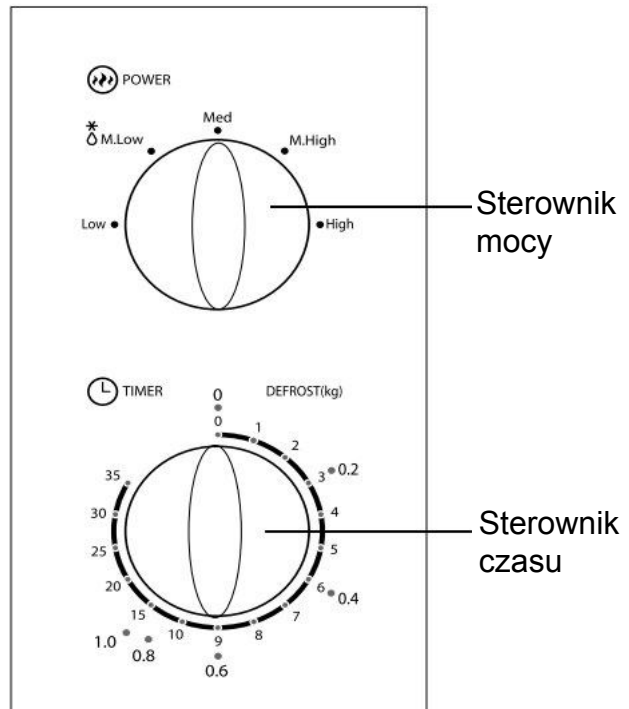 POWER
Med
M.Low
M.High
Low
High
Sterownik
mocy
TIMER
DEFROST(kg)
0
0
1
2
3
0.2
4
5
6
0.4
7
8
9
0.6
10
15
0.8
1.0
20
25
30
35
Sterownik
czasu